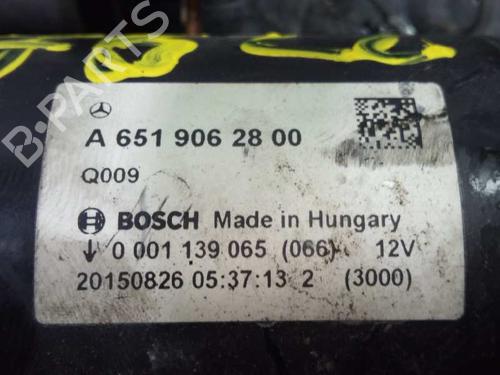 A 651 906 28 00
Q009
BOSCH Made in Hungary
0 001 139 065 (066) 12V
20150826 05:37:13 2 (3000)
B-PARTS